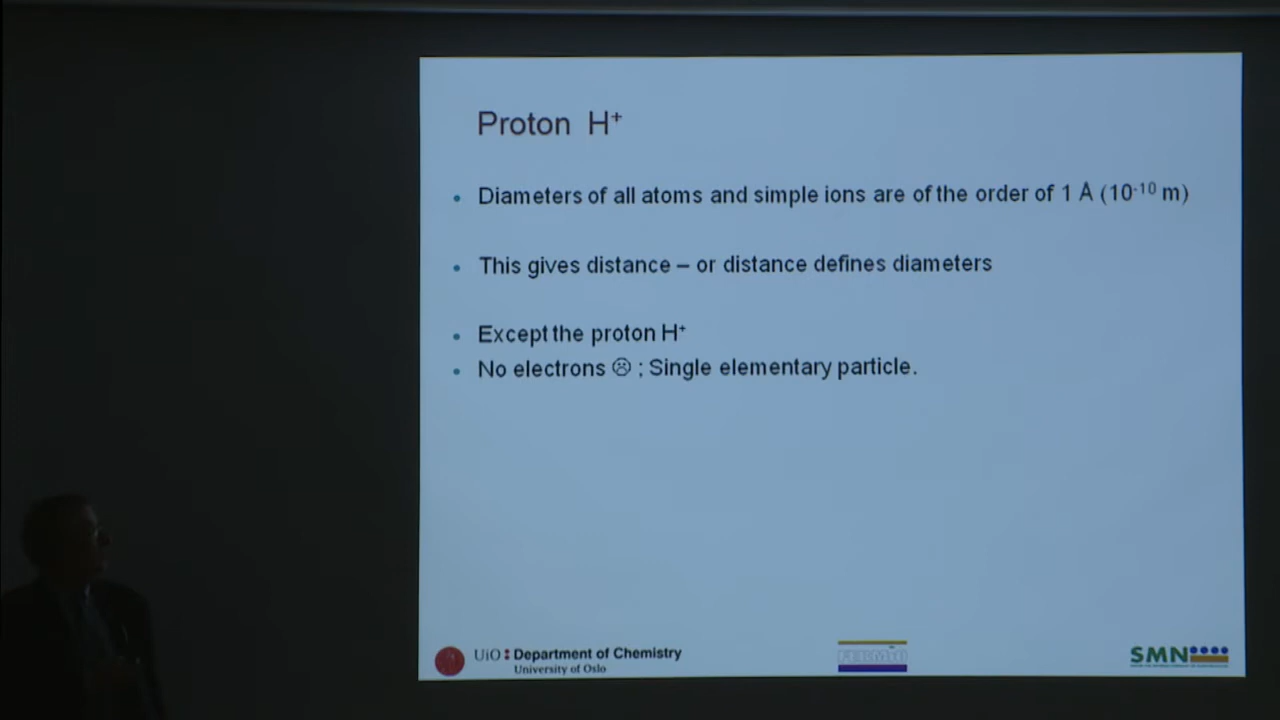 Proton H⁺
• Diameters of all atoms and simple ions are of the order of 1 Å (10⁻¹⁰ m)
• This gives distance – or distance defines diameters
• Except the proton H⁺
• No electrons ☹ ; Single elementary particle.
UiO : Department of Chemistry
University of Oslo
FERMiO
SMN